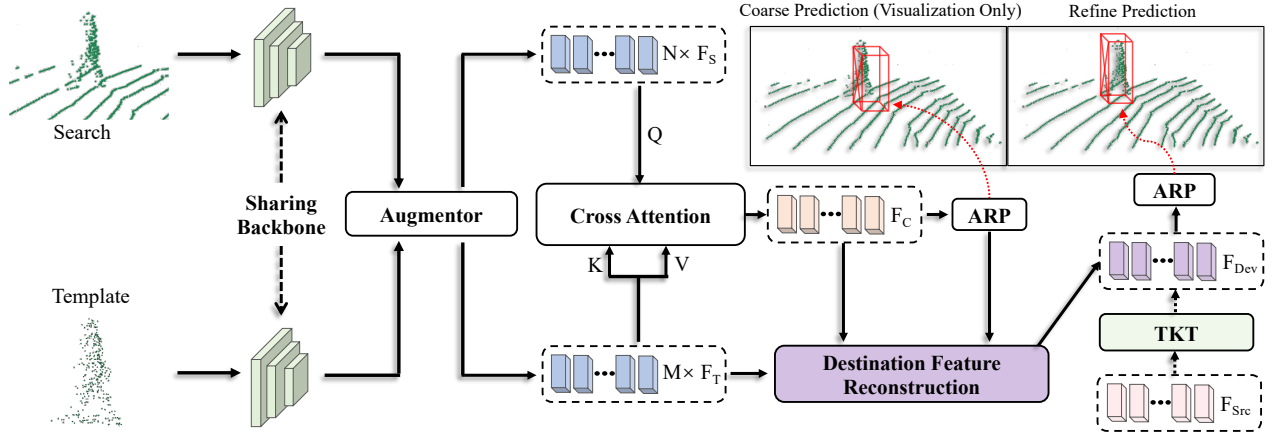 Coarse Prediction (Visualization Only)
Refine Prediction
Search
N× F_S
Q
Sharing
Backbone
Augmentor
Cross Attention
F_C
ARP
ARP
K
V
F_Dev
Template
TKT
M× F_T
Destination Feature
Reconstruction
F_Src